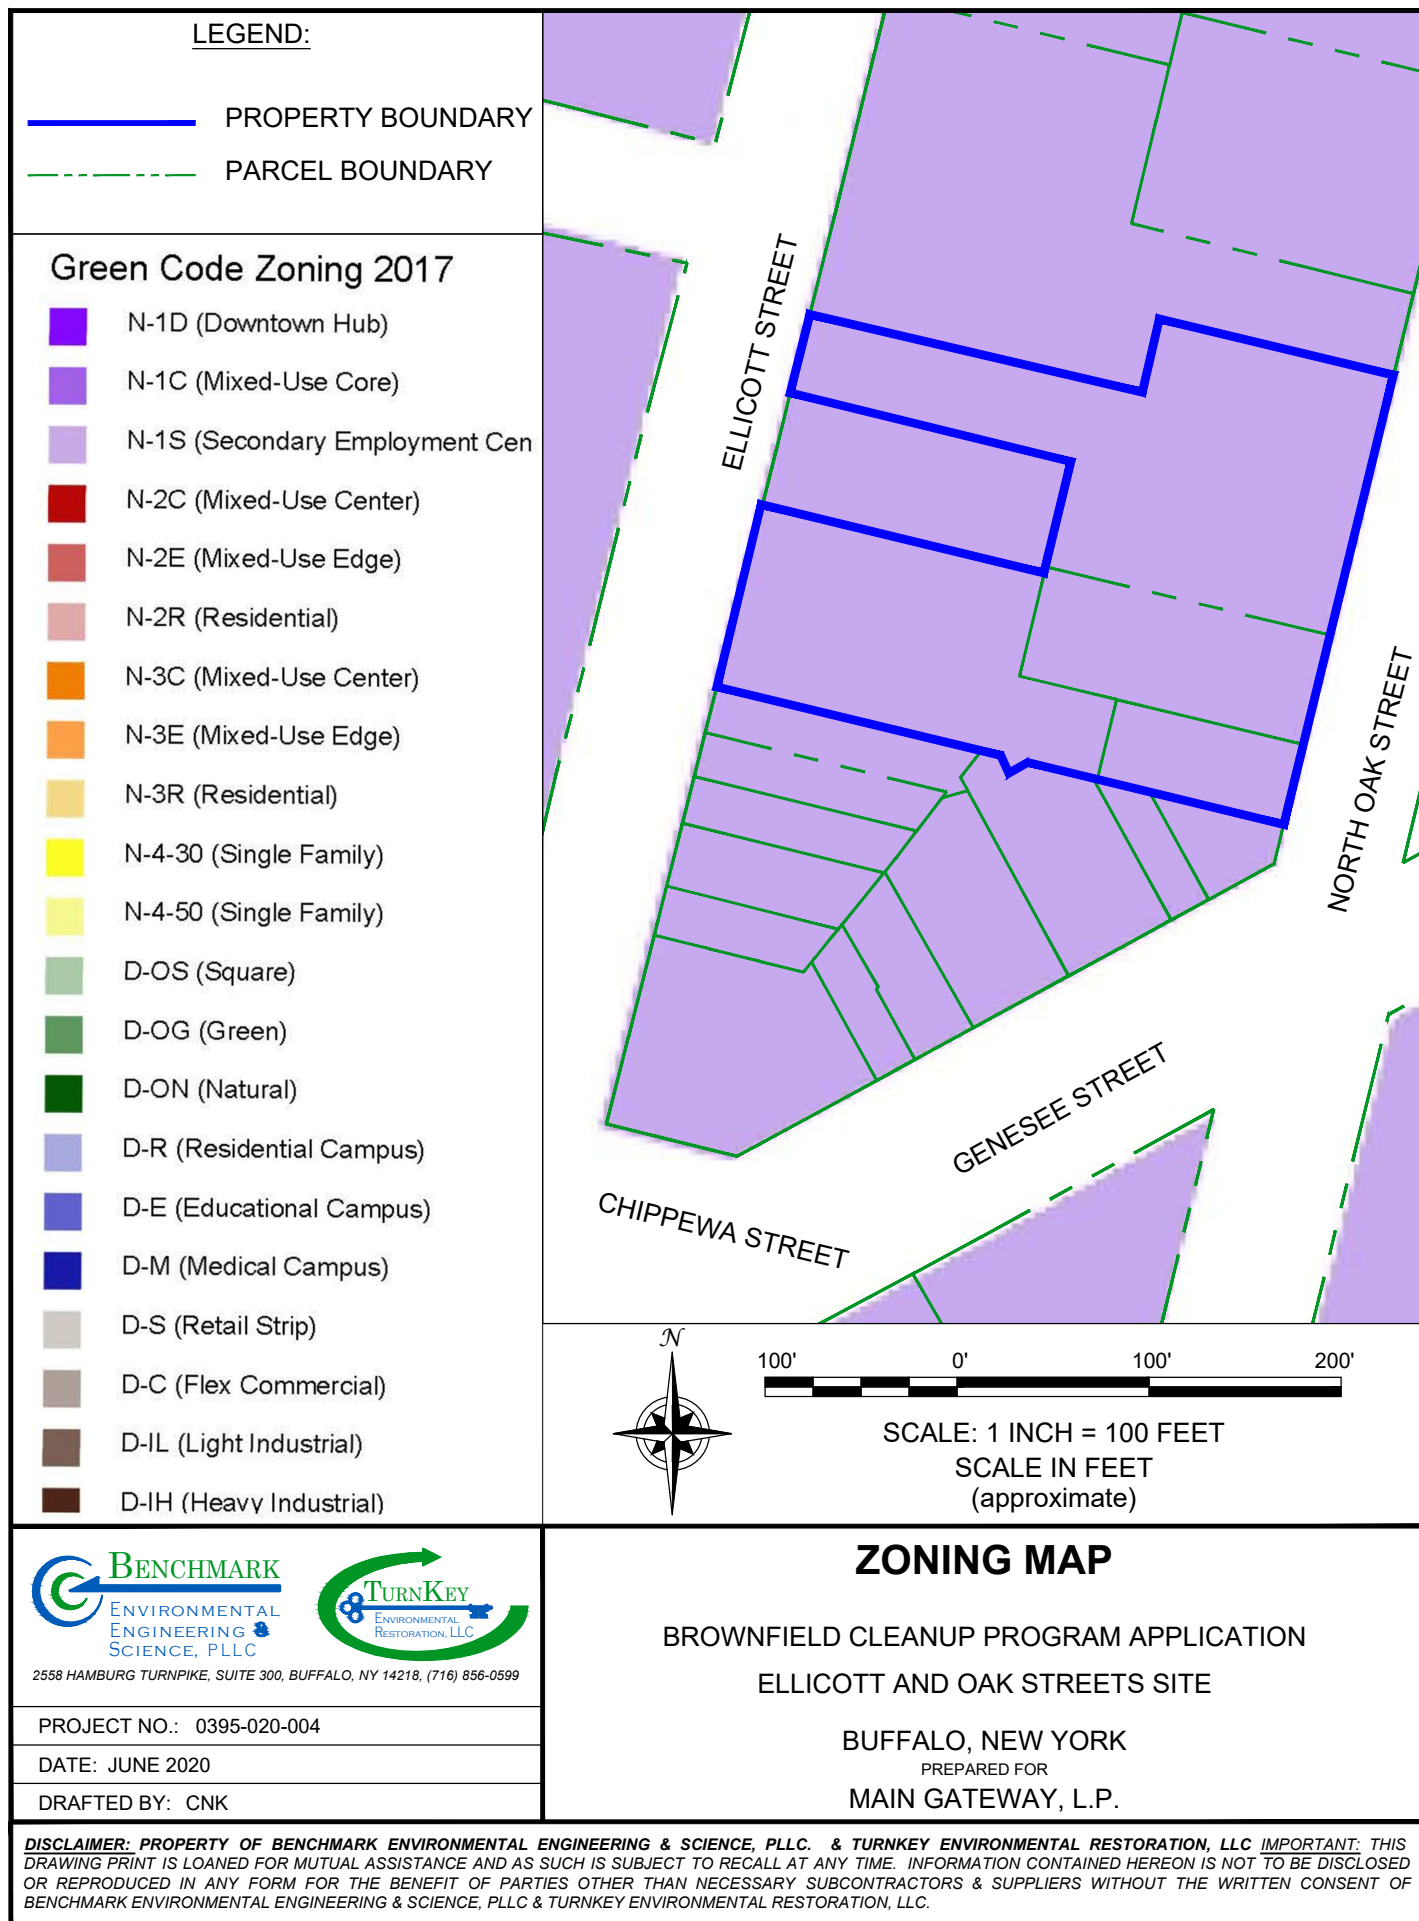 LEGEND:
PROPERTY BOUNDARY
PARCEL BOUNDARY
Green Code Zoning 2017
N-1D (Downtown Hub)
N-1C (Mixed-Use Core)
N-1S (Secondary Employment Cen
N-2C (Mixed-Use Center)
N-2E (Mixed-Use Edge)
N-2R (Residential)
N-3C (Mixed-Use Center)
N-3E (Mixed-Use Edge)
N-3R (Residential)
N-4-30 (Single Family)
N-4-50 (Single Family)
D-OS (Square)
D-OG (Green)
D-ON (Natural)
D-R (Residential Campus)
D-E (Educational Campus)
D-M (Medical Campus)
D-S (Retail Strip)
D-C (Flex Commercial)
D-IL (Light Industrial)
D-IH (Heavy Industrial)
ELLICOTT STREET
NORTH OAK STREET
GENESEE STREET
CHIPPEWA STREET
N
100' 0' 100' 200'
SCALE: 1 INCH = 100 FEET
SCALE IN FEET
(approximate)
BENCHMARK
ENVIRONMENTAL
ENGINEERING &
SCIENCE, PLLC
TURNKEY
ENVIRONMENTAL
RESTORATION, LLC
2558 HAMBURG TURNPIKE, SUITE 300, BUFFALO, NY 14218, (716) 856-0599
PROJECT NO.: 0395-020-004
DATE: JUNE 2020
DRAFTED BY: CNK
ZONING MAP
BROWNFIELD CLEANUP PROGRAM APPLICATION
ELLICOTT AND OAK STREETS SITE
BUFFALO, NEW YORK
PREPARED FOR
MAIN GATEWAY, L.P.
DISCLAIMER: PROPERTY OF BENCHMARK ENVIRONMENTAL ENGINEERING & SCIENCE, PLLC. & TURNKEY ENVIRONMENTAL RESTORATION, LLC IMPORTANT: THIS
DRAWING PRINT IS LOANED FOR MUTUAL ASSISTANCE AND AS SUCH IS SUBJECT TO RECALL AT ANY TIME. INFORMATION CONTAINED HEREON IS NOT TO BE DISCLOSED
OR REPRODUCED IN ANY FORM FOR THE BENEFIT OF PARTIES OTHER THAN NECESSARY SUBCONTRACTORS & SUPPLIERS WITHOUT THE WRITTEN CONSENT OF
BENCHMARK ENVIRONMENTAL ENGINEERING & SCIENCE, PLLC & TURNKEY ENVIRONMENTAL RESTORATION, LLC.